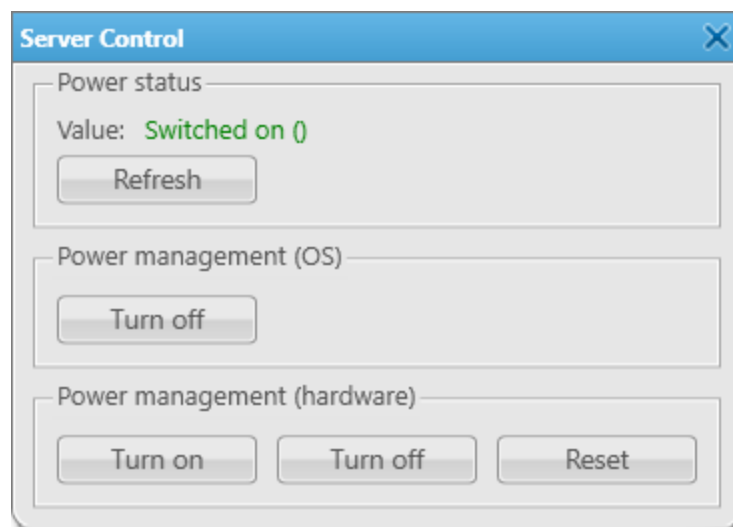 Server Control
Power status
Value: Switched on ()
Refresh
Power management (OS)
Turn off
Power management (hardware)
Turn on Turn off Reset